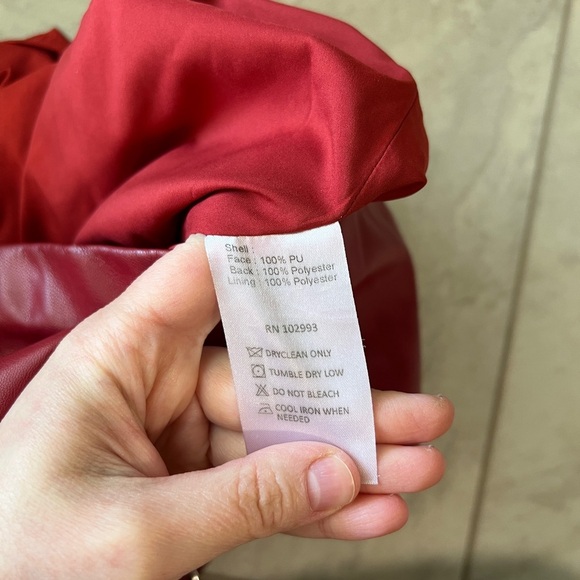 Shell :
Face : 100% PU
Back : 100% Polyester
Lining : 100% Polyester
RN 102993
DRYCLEAN ONLY
TUMBLE DRY LOW
DO NOT BLEACH
COOL IRON WHEN
NEEDED